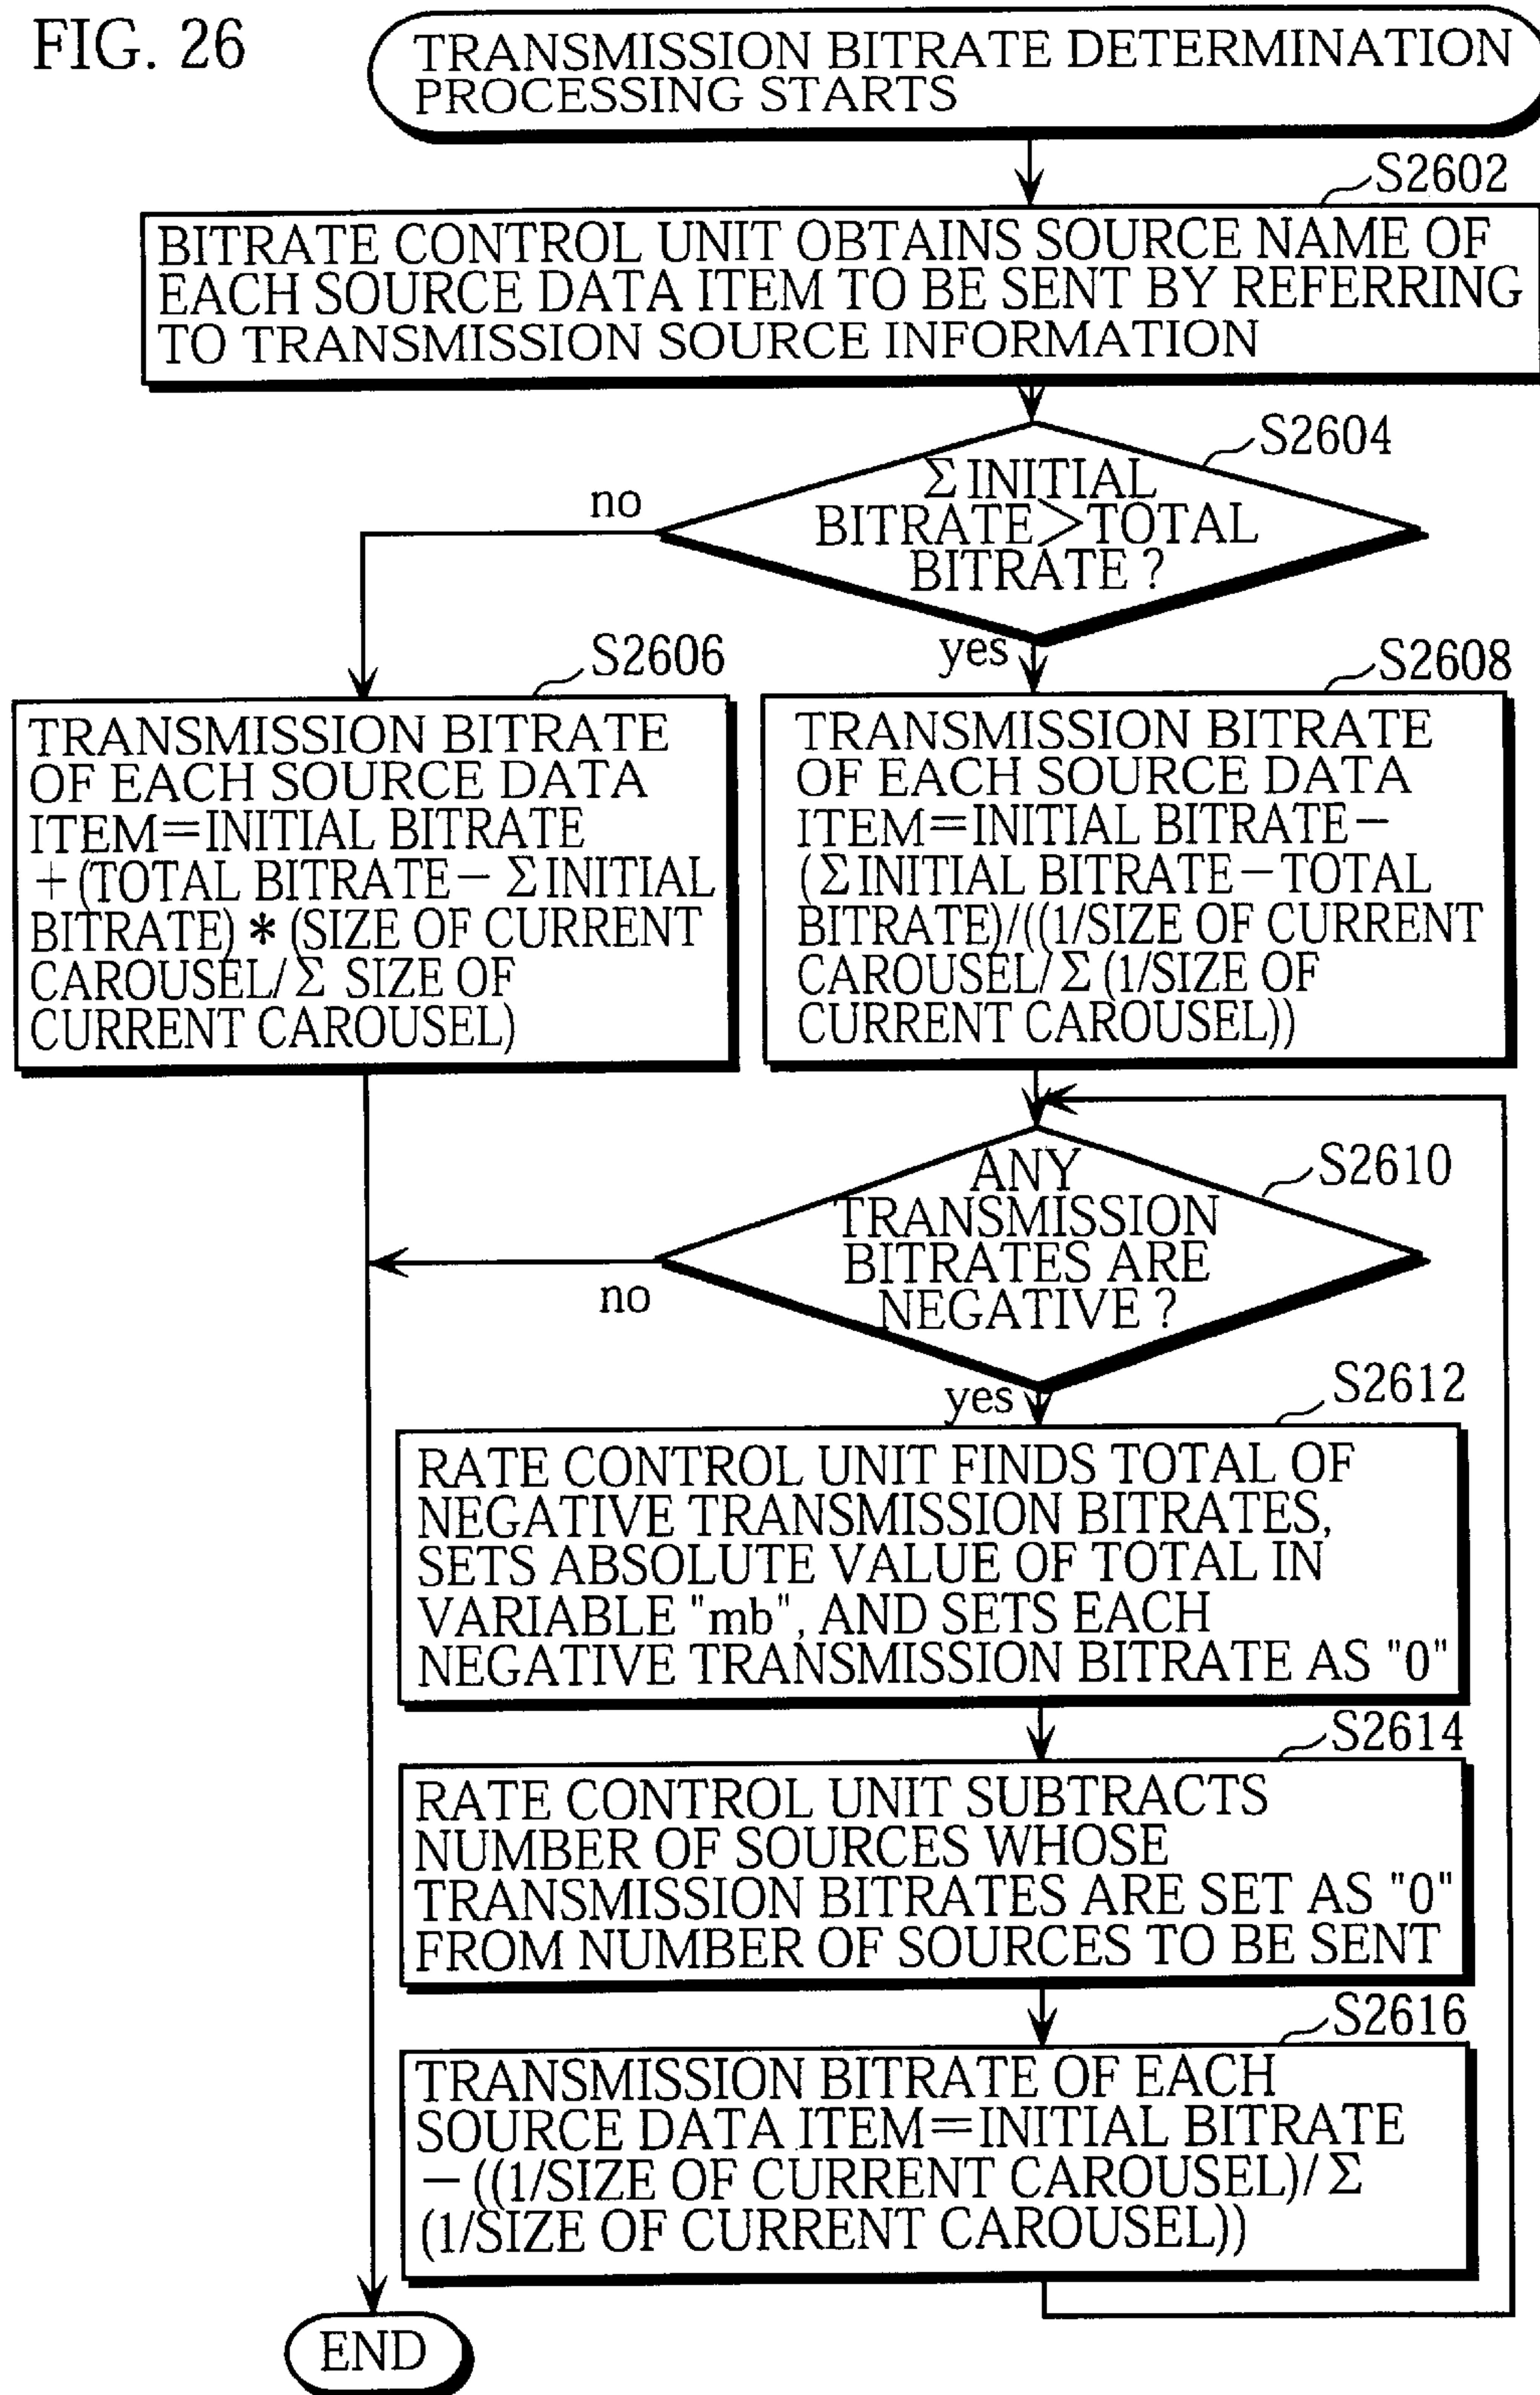 FIG. 26
TRANSMISSION BITRATE DETERMINATION
PROCESSING STARTS
S2602
BITRATE CONTROL UNIT OBTAINS SOURCE NAME OF
EACH SOURCE DATA ITEM TO BE SENT BY REFERRING
TO TRANSMISSION SOURCE INFORMATION
S2604
Σ INITIAL
BITRATE>TOTAL
BITRATE ?
no
yes
S2606
TRANSMISSION BITRATE
OF EACH SOURCE DATA
ITEM=INITIAL BITRATE
+(TOTAL BITRATE− Σ INITIAL
BITRATE) * (SIZE OF CURRENT
CAROUSEL/Σ SIZE OF
CURRENT CAROUSEL)
S2608
TRANSMISSION BITRATE
OF EACH SOURCE DATA
ITEM=INITIAL BITRATE−
(Σ INITIAL BITRATE−TOTAL
BITRATE)/((1/SIZE OF CURRENT
CAROUSEL/Σ (1/SIZE OF
CURRENT CAROUSEL))
S2610
ANY
TRANSMISSION
BITRATES ARE
NEGATIVE ?
no
yes
S2612
RATE CONTROL UNIT FINDS TOTAL OF
NEGATIVE TRANSMISSION BITRATES,
SETS ABSOLUTE VALUE OF TOTAL IN
VARIABLE "mb", AND SETS EACH
NEGATIVE TRANSMISSION BITRATE AS "0"
S2614
RATE CONTROL UNIT SUBTRACTS
NUMBER OF SOURCES WHOSE
TRANSMISSION BITRATES ARE SET AS "0"
FROM NUMBER OF SOURCES TO BE SENT
S2616
TRANSMISSION BITRATE OF EACH
SOURCE DATA ITEM=INITIAL BITRATE
−((1/SIZE OF CURRENT CAROUSEL)/Σ
(1/SIZE OF CURRENT CAROUSEL))
END